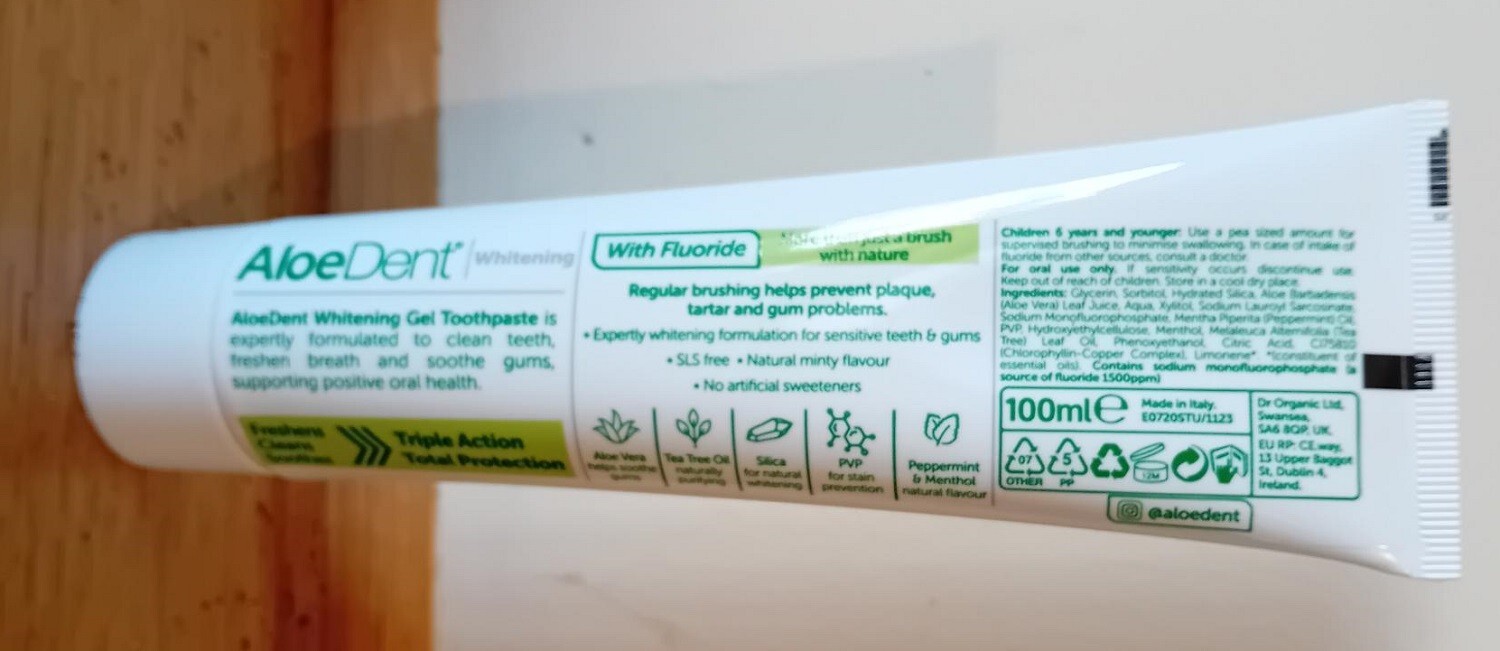 AloeDent® | Whitening
AloeDent Whitening Gel Toothpaste is
expertly formulated to clean teeth,
freshen breath and soothe gums,
supporting positive oral health.
Freshens
Cleans
Soothes
Triple Action
Total Protection
With Fluoride
More than just a brush
with nature
Regular brushing helps prevent plaque,
tartar and gum problems.
• Expertly whitening formulation for sensitive teeth & gums
• SLS free • Natural minty flavour
• No artificial sweeteners
Aloe Vera
helps soothe
gums
Tea Tree Oil
naturally
purifying
Silica
for natural
whitening
PVP
for stain
prevention
Peppermint
& Menthol
natural flavour
Children 6 years and younger: Use a pea sized amount for
supervised brushing to minimise swallowing. In case of intake of
fluoride from other sources, consult a doctor.
For oral use only. If sensitivity occurs discontinue use.
Keep out of reach of children. Store in a cool dry place.
Ingredients: Glycerin, Sorbitol, Hydrated Silica, Aloe Barbadensis
(Aloe Vera) Leaf Juice, Aqua, Xylitol, Sodium Lauroyl Sarcosinate,
Sodium Monofluorophosphate, Mentha Piperita (Peppermint) Oil,
PVP, Hydroxyethylcellulose, Menthol, Melaleuca Alternifolia (Tea
Tree) Leaf Oil, Phenoxyethanol, Citric Acid, CI75810
(Chlorophyllin-Copper Complex), Limonene* *(constituent of
essential oils). Contains sodium monofluorophosphate (a
source of fluoride 1500ppm)
100ml e
Made in Italy.
E0720STU/1123
Dr Organic Ltd,
Swansea,
SA6 8QP, UK.
EU RP: CE.way,
13 Upper Baggot
St, Dublin 4,
Ireland.
07
OTHER
5
PP
12M
@aloedent